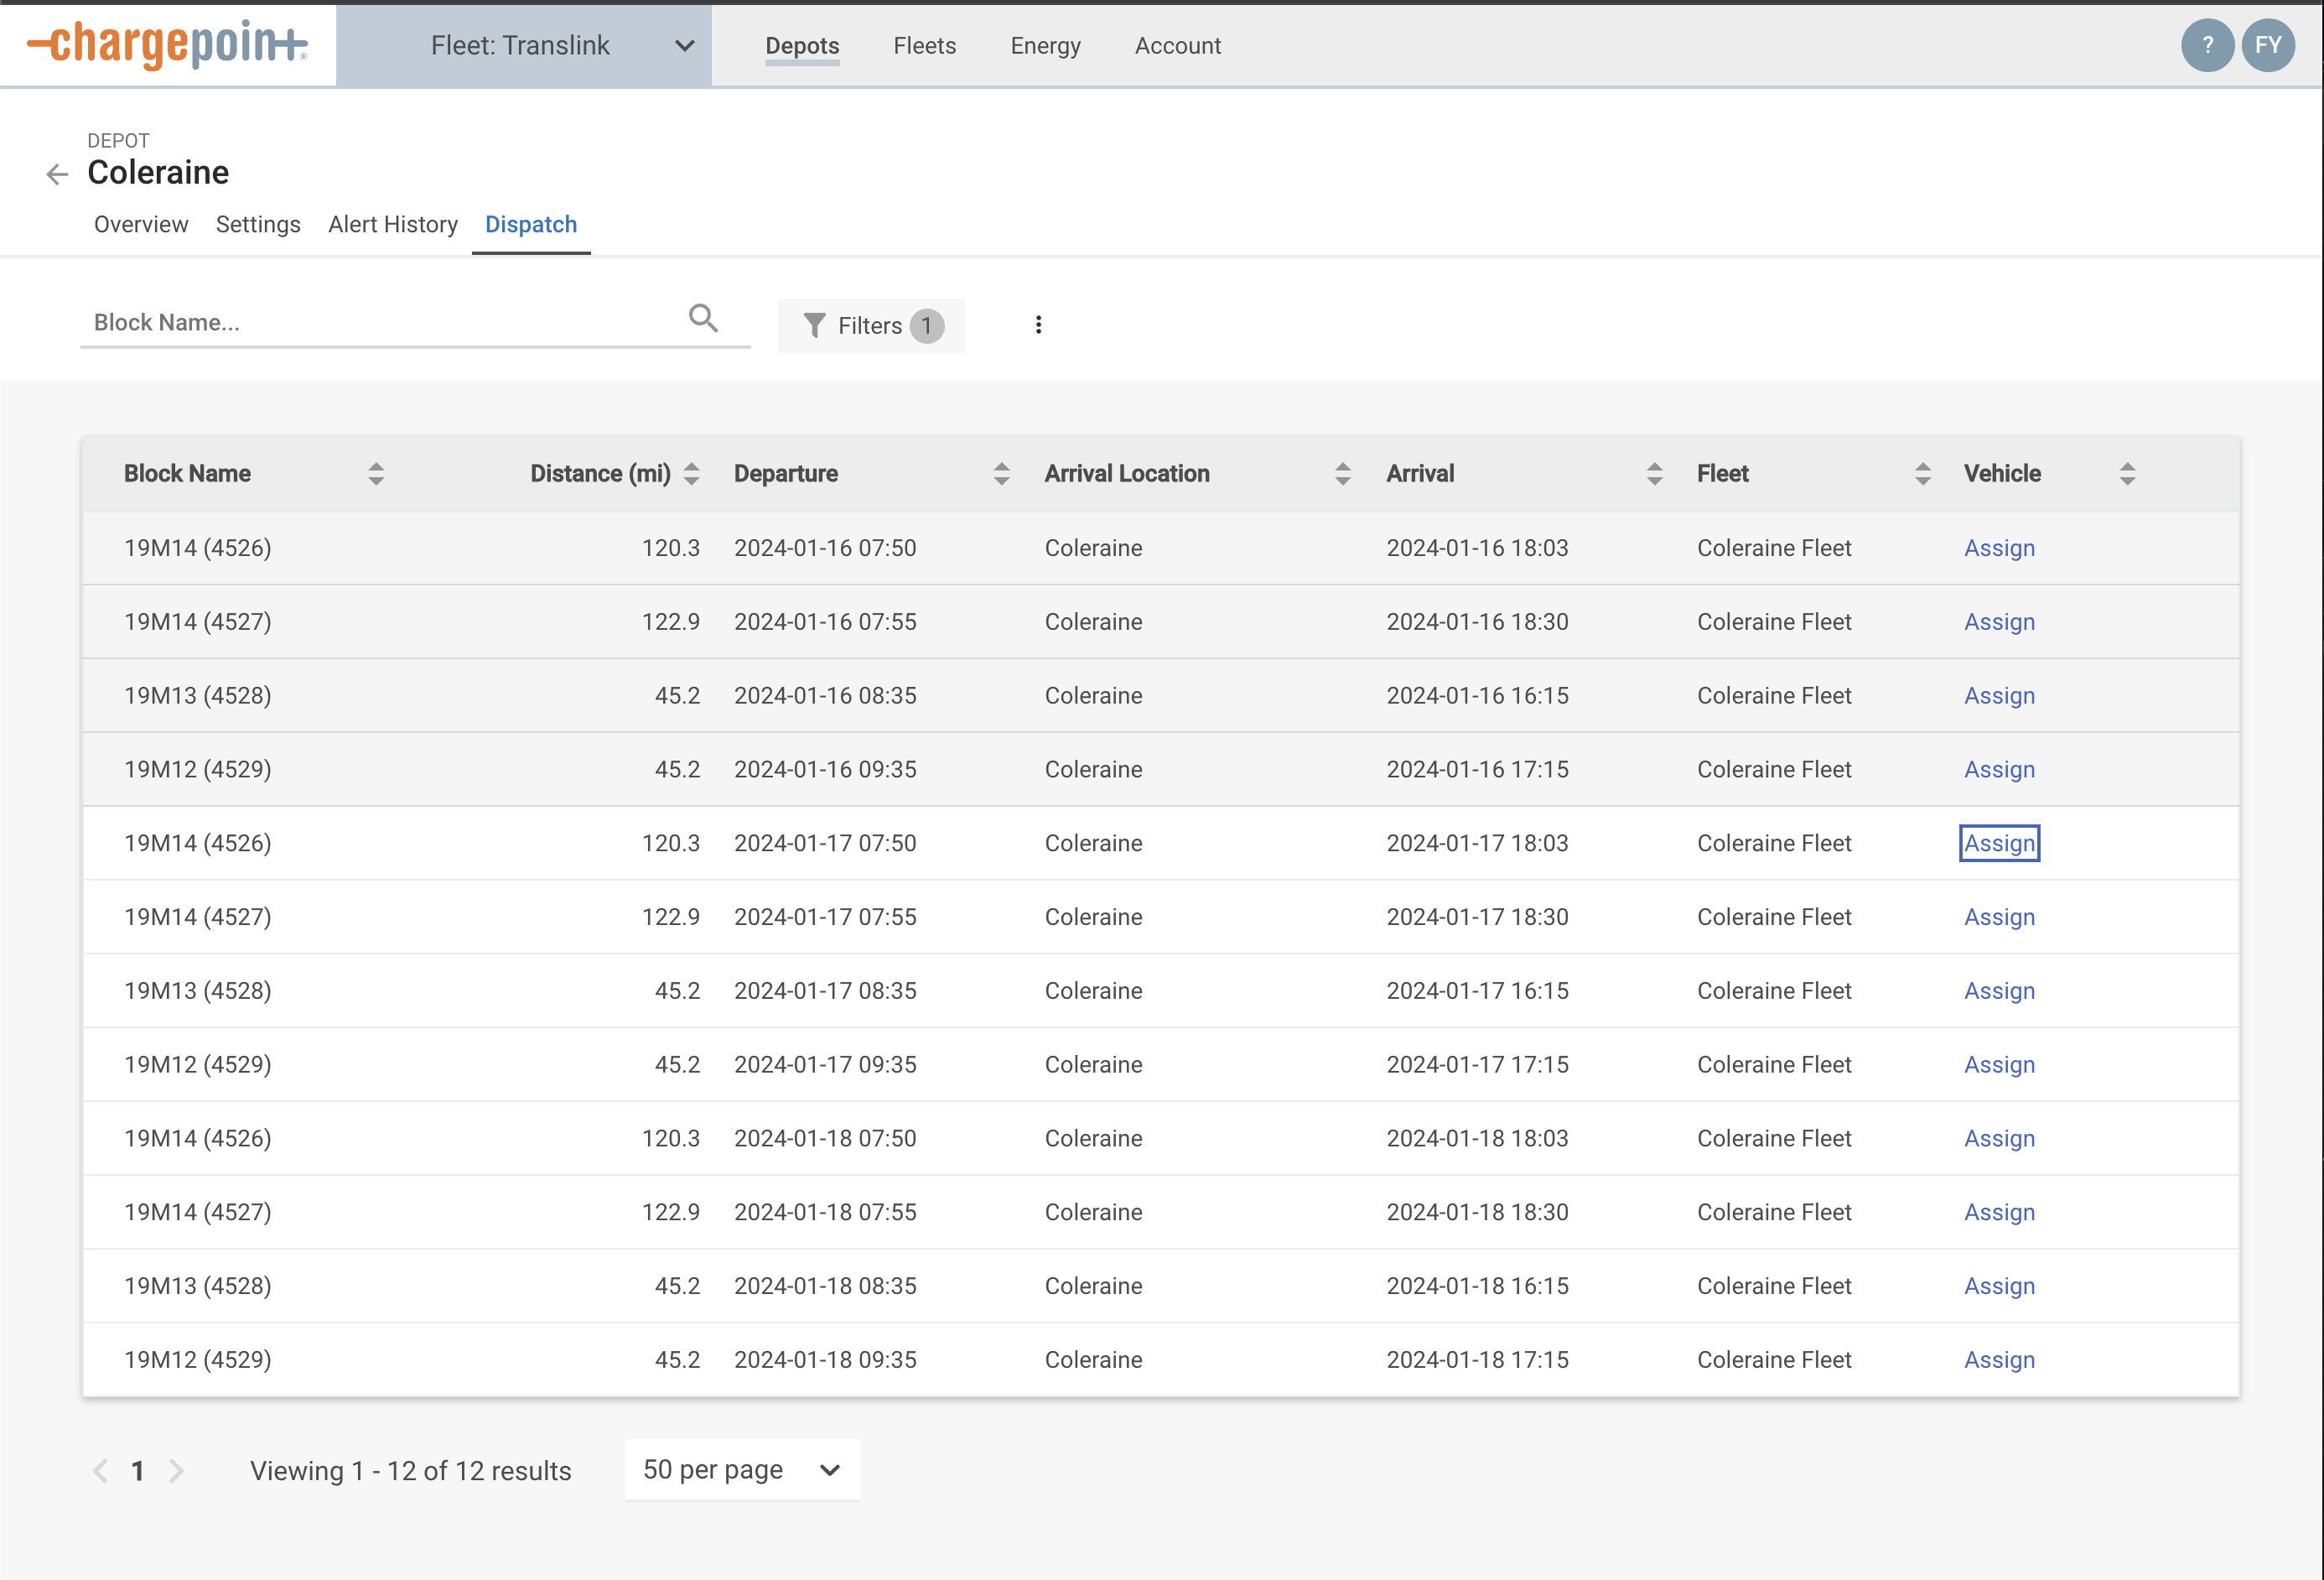 chargepoint®
Fleet: Translink
Depots Fleets Energy Account
? FY
DEPOT
Coleraine
Overview Settings Alert History Dispatch
Block Name... Filters 1
Block Name Distance (mi) Departure Arrival Location Arrival Fleet Vehicle
19M14 (4526) 120.3 2024-01-16 07:50 Coleraine 2024-01-16 18:03 Coleraine Fleet Assign
19M14 (4527) 122.9 2024-01-16 07:55 Coleraine 2024-01-16 18:30 Coleraine Fleet Assign
19M13 (4528) 45.2 2024-01-16 08:35 Coleraine 2024-01-16 16:15 Coleraine Fleet Assign
19M12 (4529) 45.2 2024-01-16 09:35 Coleraine 2024-01-16 17:15 Coleraine Fleet Assign
19M14 (4526) 120.3 2024-01-17 07:50 Coleraine 2024-01-17 18:03 Coleraine Fleet Assign
19M14 (4527) 122.9 2024-01-17 07:55 Coleraine 2024-01-17 18:30 Coleraine Fleet Assign
19M13 (4528) 45.2 2024-01-17 08:35 Coleraine 2024-01-17 16:15 Coleraine Fleet Assign
19M12 (4529) 45.2 2024-01-17 09:35 Coleraine 2024-01-17 17:15 Coleraine Fleet Assign
19M14 (4526) 120.3 2024-01-18 07:50 Coleraine 2024-01-18 18:03 Coleraine Fleet Assign
19M14 (4527) 122.9 2024-01-18 07:55 Coleraine 2024-01-18 18:30 Coleraine Fleet Assign
19M13 (4528) 45.2 2024-01-18 08:35 Coleraine 2024-01-18 16:15 Coleraine Fleet Assign
19M12 (4529) 45.2 2024-01-18 09:35 Coleraine 2024-01-18 17:15 Coleraine Fleet Assign
1 Viewing 1 - 12 of 12 results 50 per page